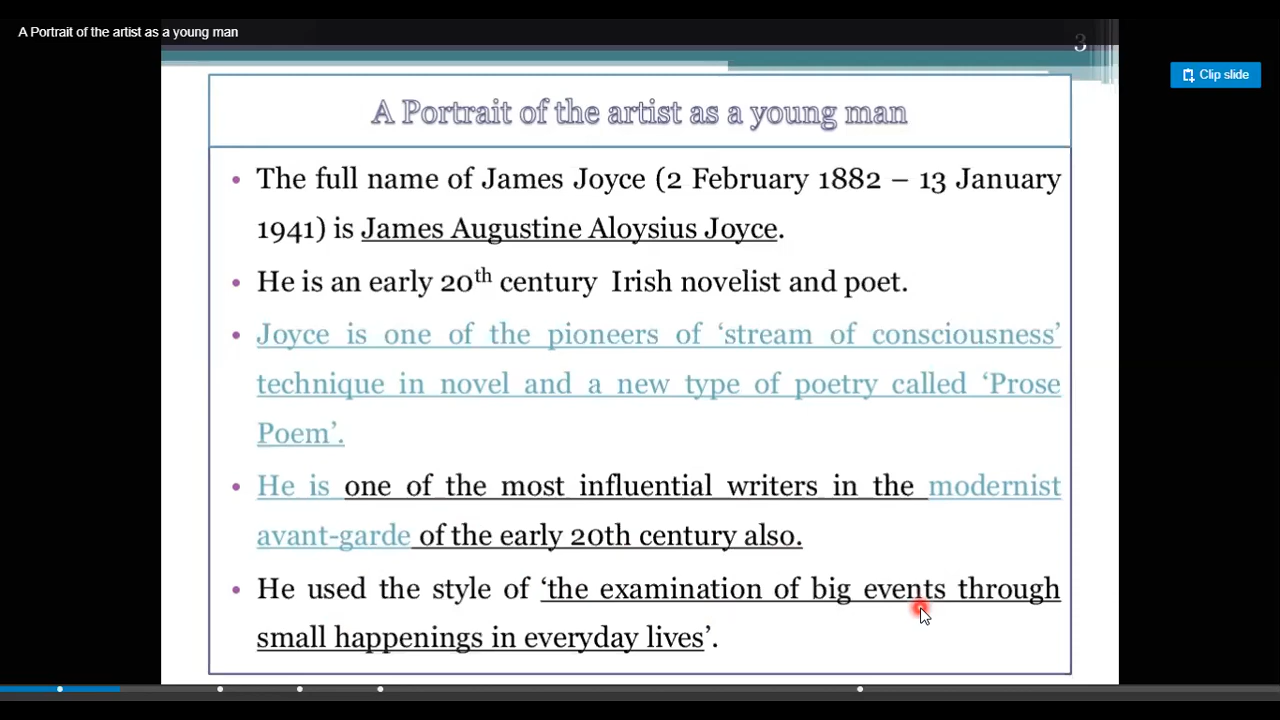 A Portrait of the artist as a young man
3
Clip slide
A Portrait of the artist as a young man
• The full name of James Joyce (2 February 1882 – 13 January
1941) is James Augustine Aloysius Joyce.
• He is an early 20th century Irish novelist and poet.
• Joyce is one of the pioneers of ‘stream of consciousness’
technique in novel and a new type of poetry called ‘Prose
Poem’.
• He is one of the most influential writers in the modernist
avant-garde of the early 20th century also.
• He used the style of ‘the examination of big events through
small happenings in everyday lives’.